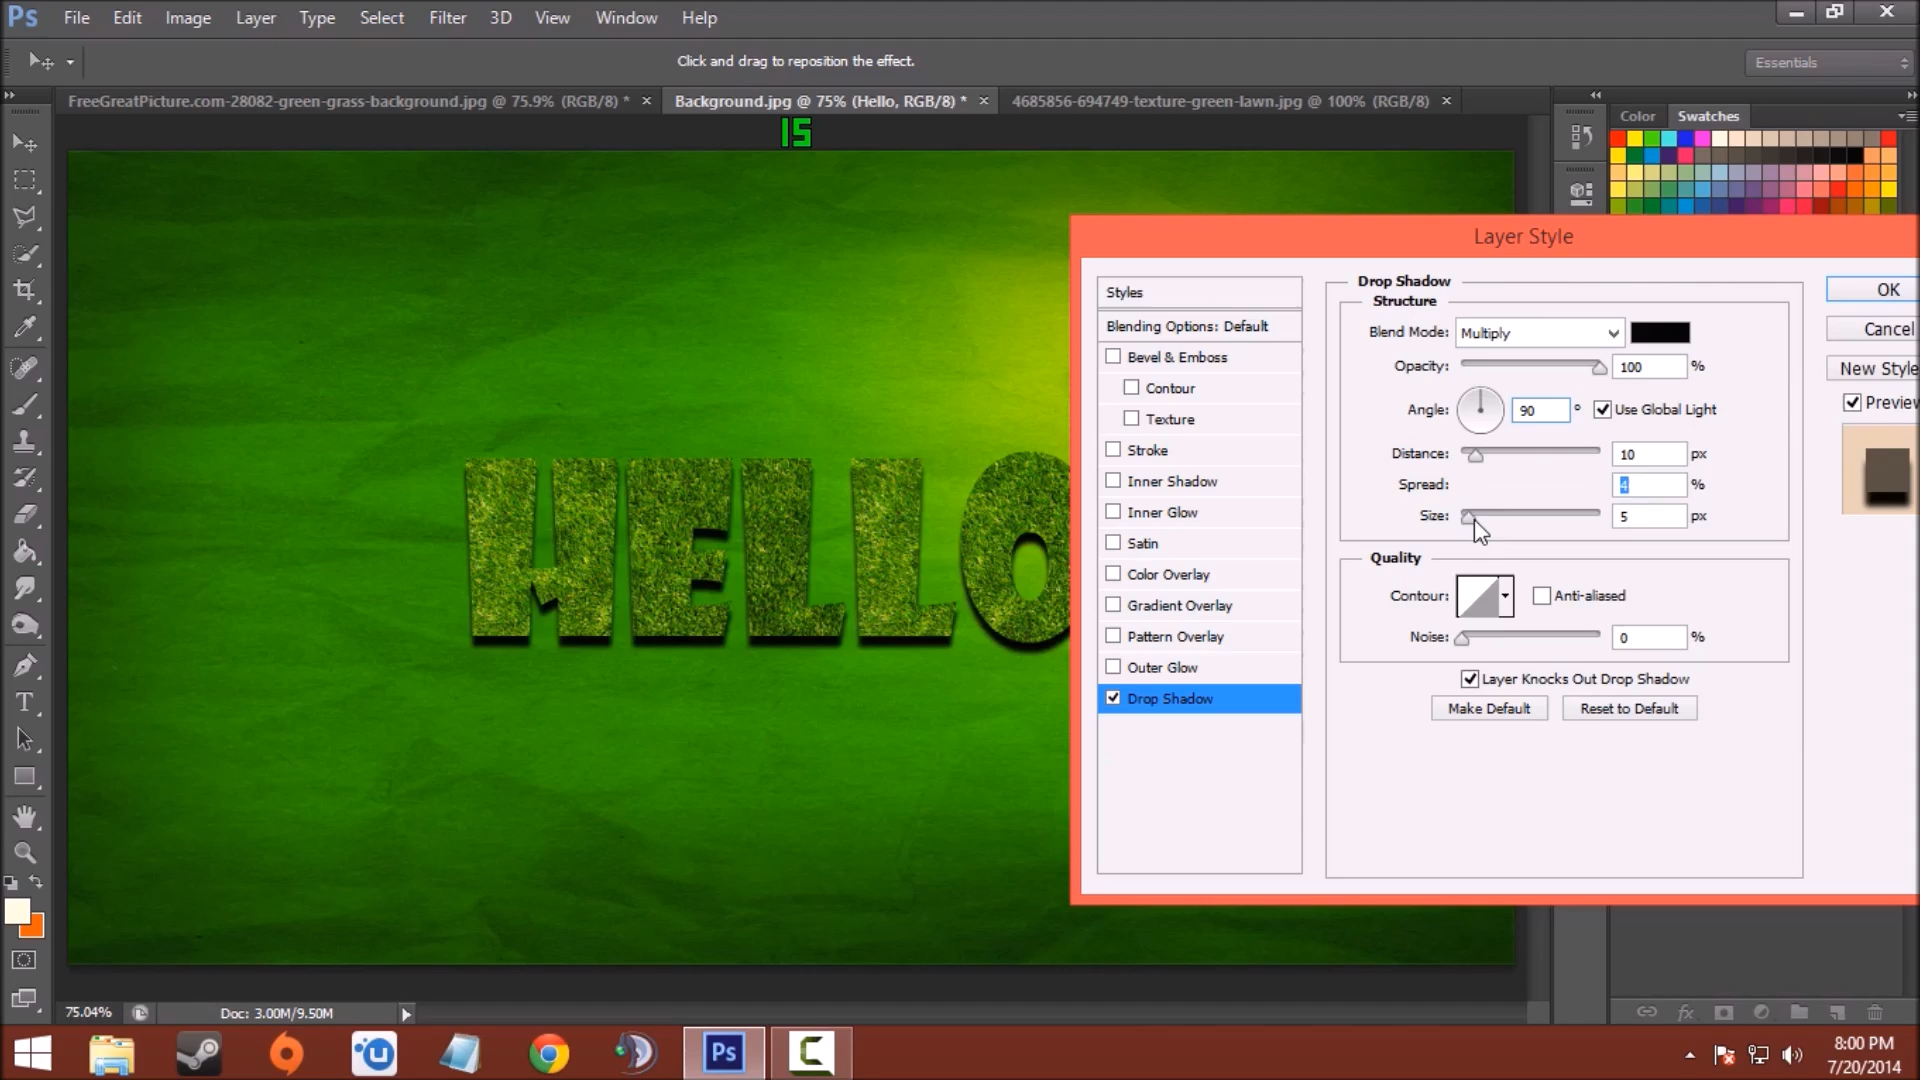 Ps File Edit Image Layer Type Select Filter 3D View Window Help
Click and drag to reposition the effect.
Essentials
FreeGreatPicture.com-28082-green-grass-background.jpg @ 75.9% (RGB/8) *
Background.jpg @ 75% (Hello, RGB/8) *
4685856-694749-texture-green-lawn.jpg @ 100% (RGB/8)
Color Swatches
15
Layer Style
Styles
Blending Options: Default
Bevel & Emboss
Contour
Texture
Stroke
Inner Shadow
Inner Glow
Satin
Color Overlay
Gradient Overlay
Pattern Overlay
Outer Glow
Drop Shadow
Drop Shadow
Structure
Blend Mode: Multiply
Opacity: 100 %
Angle: 90 ° Use Global Light
Distance: 10 px
Spread: 4 %
Size: 5 px
Quality
Contour: Anti-aliased
Noise: 0 %
Layer Knocks Out Drop Shadow
Make Default Reset to Default
OK
Cancel
New Style
Preview
HELLO
75.04% Doc: 3.00M/9.50M
fx
Ps
8:00 PM
7/20/2014